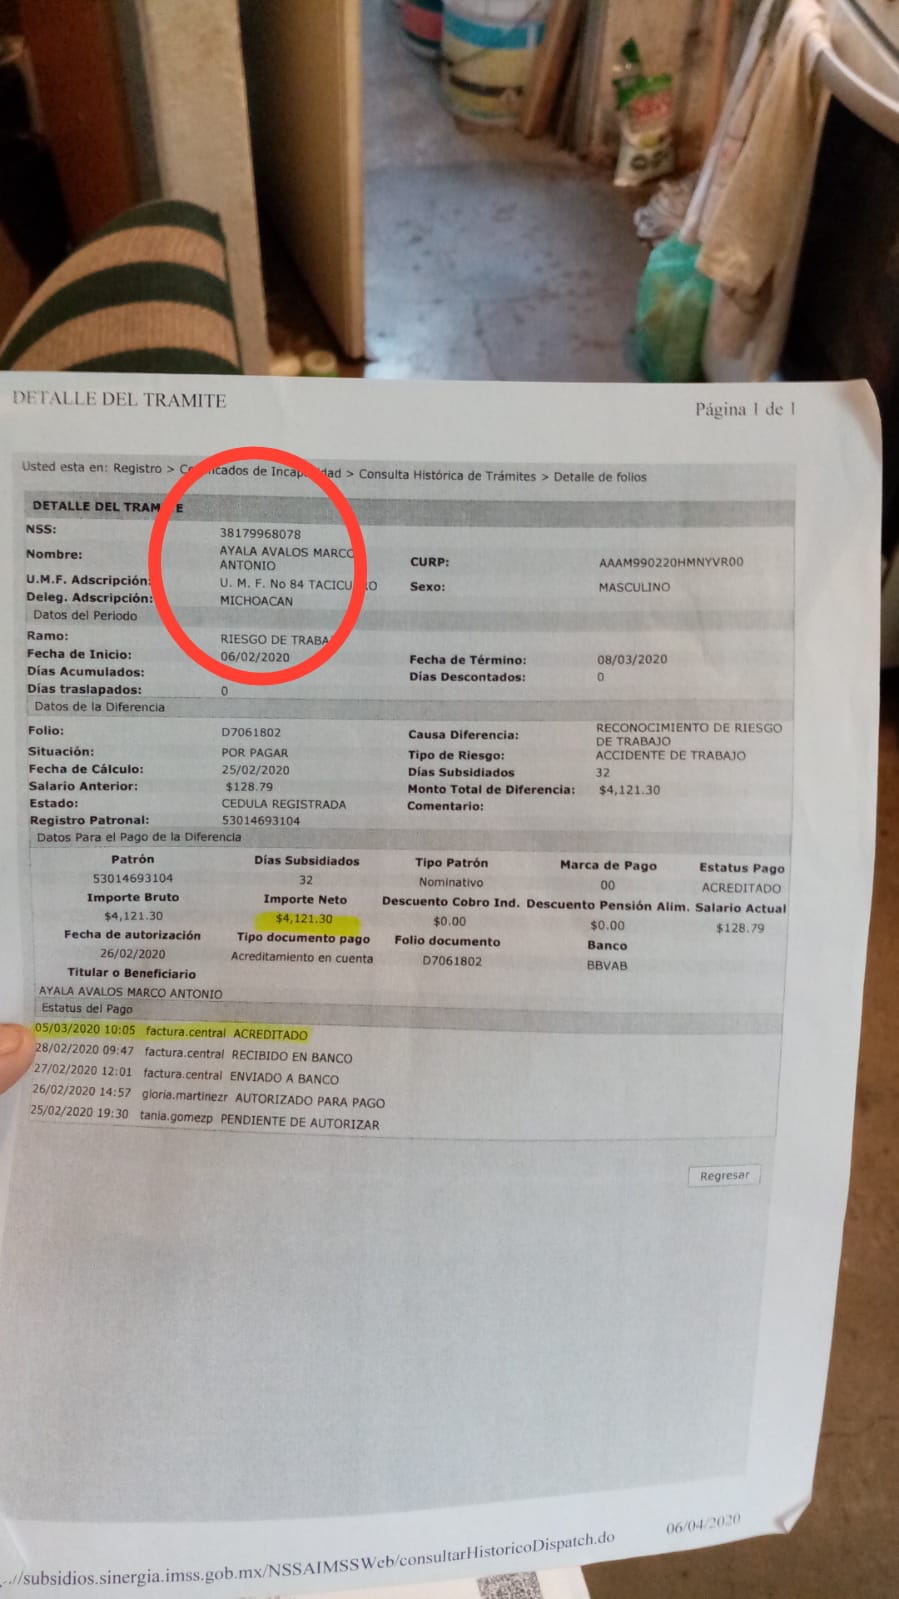 DETALLE DEL TRAMITE
Página 1 de 1
Usted esta en: Registro > Certificados de Incapacidad > Consulta Histórica de Trámites > Detalle de folios
DETALLE DEL TRAMITE
NSS: 38179968078
Nombre: AYALA AVALOS MARCO ANTONIO CURP: AAAM990220HMNYVR00
U.M.F. Adscripción: U. M. F. No 84 Sexo: MASCULINO
Deleg. Adscripción: MICHOACAN
Datos del Periodo
Ramo: RIESGO DE TRABA
Fecha de Inicio: 06/02/2020 Fecha de Término: 08/03/2020
Días Acumulados: Días Descontados: 0
Días traslapados: 0
Datos de la Diferencia
Folio: D7061802 Causa Diferencia: RECONOCIMIENTO DE RIESGO DE TRABAJO
Situación: POR PAGAR Tipo de Riesgo: ACCIDENTE DE TRABAJO
Fecha de Cálculo: 25/02/2020 Días Subsidiados 32
Salario Anterior: $128.79 Monto Total de Diferencia: $4,121.30
Estado: CEDULA REGISTRADA Comentario:
Registro Patronal: 53014693104
Datos Para el Pago de la Diferencia
Patrón Días Subsidiados Tipo Patrón Marca de Pago Estatus Pago
53014693104 32 Nominativo 00 ACREDITADO
Importe Bruto Importe Neto Descuento Cobro Ind. Descuento Pensión Alim. Salario Actual
$4,121.30 $4,121.30 $0.00 $0.00 $128.79
Fecha de autorización Tipo documento pago Folio documento Banco
26/02/2020 Acreditamiento en cuenta D7061802 BBVAB
Titular o Beneficiario
AYALA AVALOS MARCO ANTONIO
Estatus del Pago
05/03/2020 10:05 factura.central ACREDITADO
28/02/2020 09:47 factura.central RECIBIDO EN BANCO
27/02/2020 12:01 factura.central ENVIADO A BANCO
26/02/2020 14:57 gloria.martinezr AUTORIZADO PARA PAGO
25/02/2020 19:30 tania.gomezp PENDIENTE DE AUTORIZAR
Regresar
//subsidios.sinergia.imss.gob.mx/NSSAIMSSWeb/consultarHistoricoDispatch.do
06/04/2020